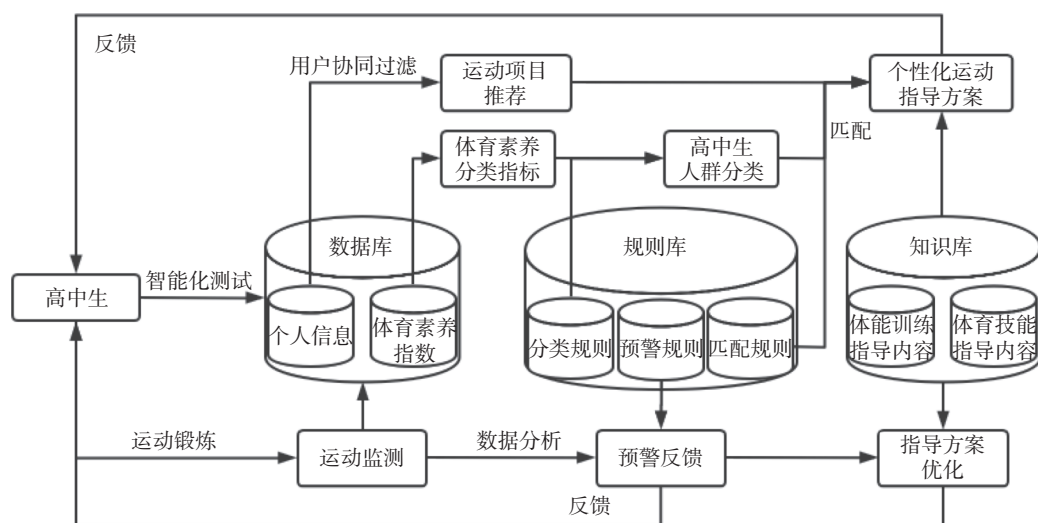 反馈
用户协同过滤
运动项目
推荐
个性化运动
指导方案
匹配
体育素养
分类指标
高中生
人群分类
数据库
规则库
知识库
高中生
智能化测试
个人信息
体育素养
指数
分类规则
预警规则
匹配规则
体能训练
指导内容
体育技能
指导内容
运动锻炼
运动监测
数据分析
预警反馈
指导方案
优化
反馈